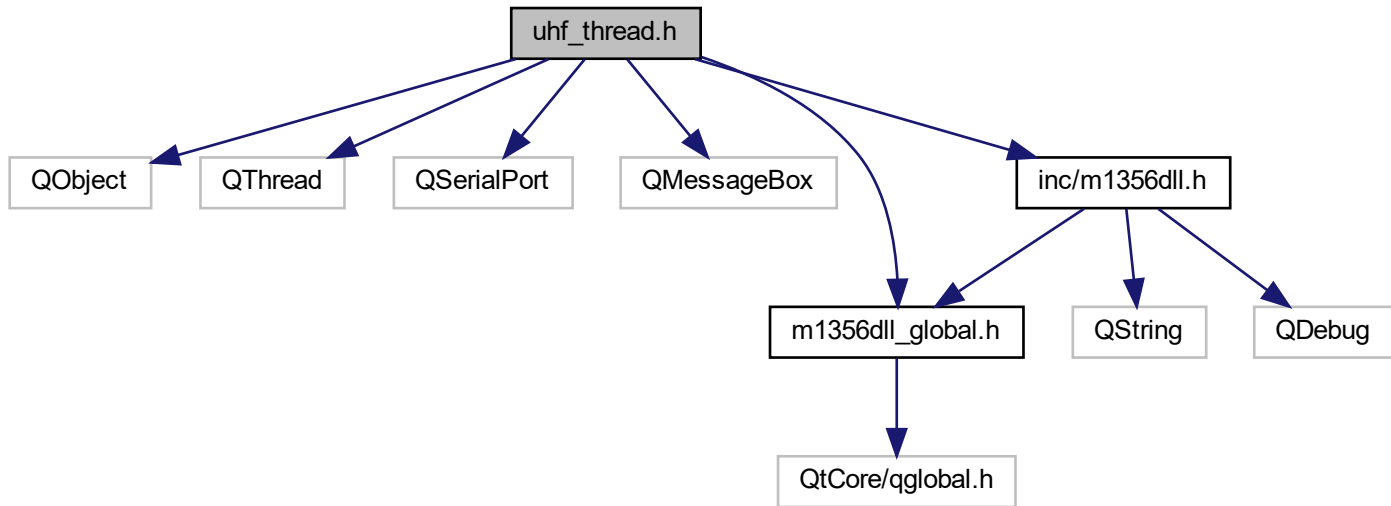 uhf_thread.h
QObject
QThread
QSerialPort
QMessageBox
inc/m1356dll.h
m1356dll_global.h
QString
QDebug
QtCore/qglobal.h